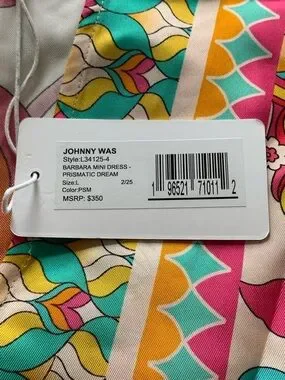 JOHNNY WAS
Style:L34125-4
BARBARA MINI DRESS -
PRISMATIC DREAM
Size:L 2/25
Color:PSM
MSRP: $350
1 96521 71011 2